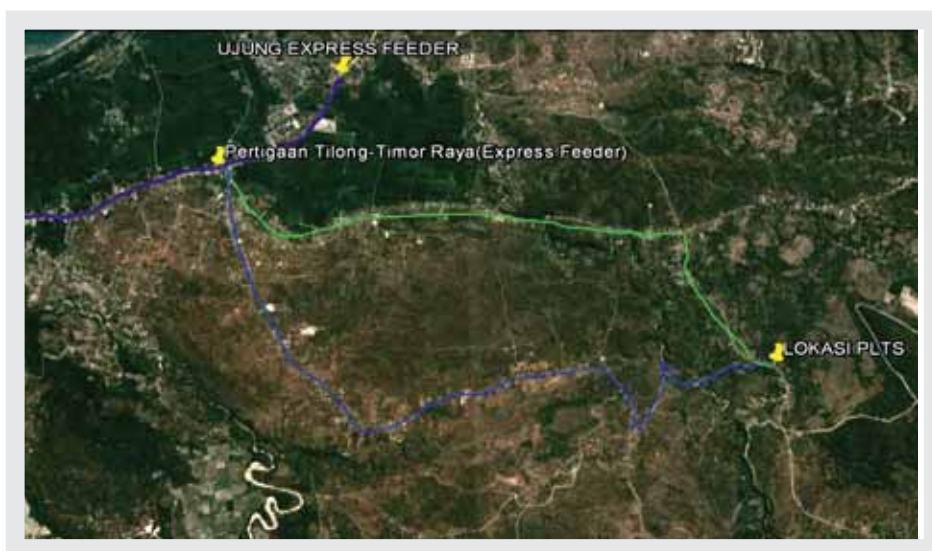 UJUNG EXPRESS FEEDER
Pertigaan Tilong-Timor Raya(Express Feeder)
LOKASI PLTS